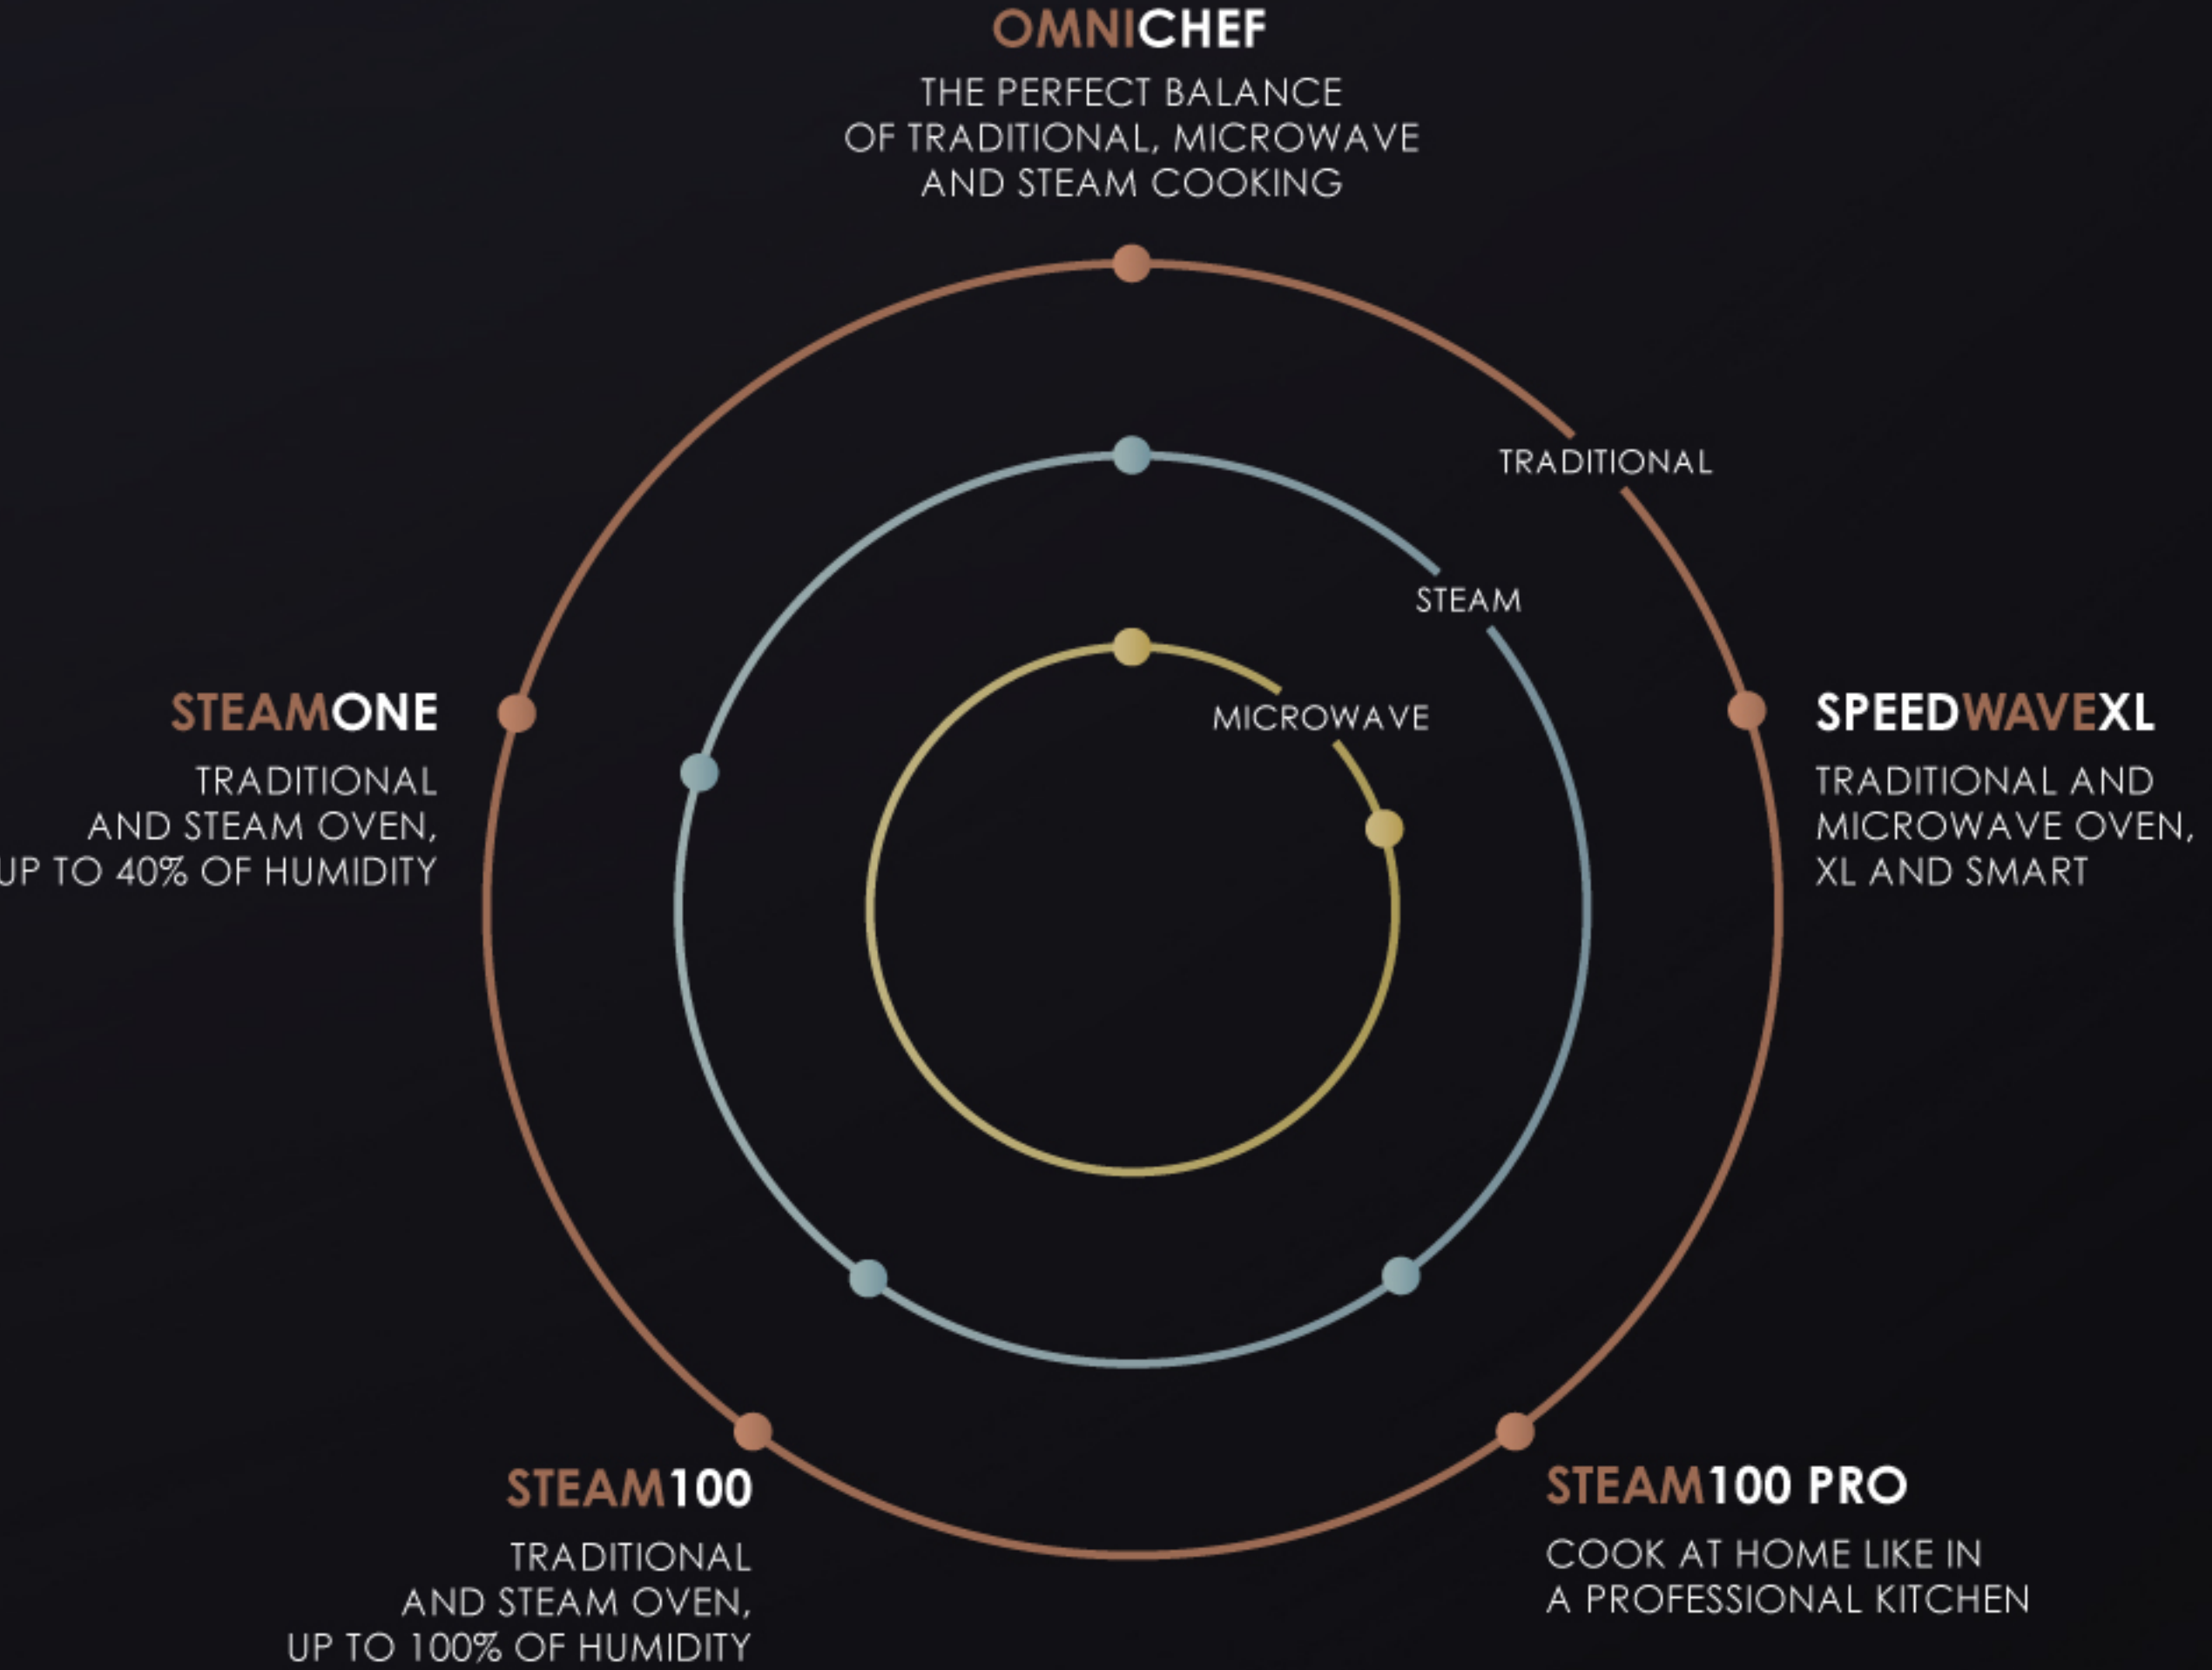 OMNICHEF
THE PERFECT BALANCE
OF TRADITIONAL, MICROWAVE
AND STEAM COOKING
TRADITIONAL
STEAM
MICROWAVE
STEAMONE
TRADITIONAL
AND STEAM OVEN,
UP TO 40% OF HUMIDITY
SPEEDWAVEXL
TRADITIONAL AND
MICROWAVE OVEN,
XL AND SMART
STEAM100
TRADITIONAL
AND STEAM OVEN,
UP TO 100% OF HUMIDITY
STEAM100 PRO
COOK AT HOME LIKE IN
A PROFESSIONAL KITCHEN